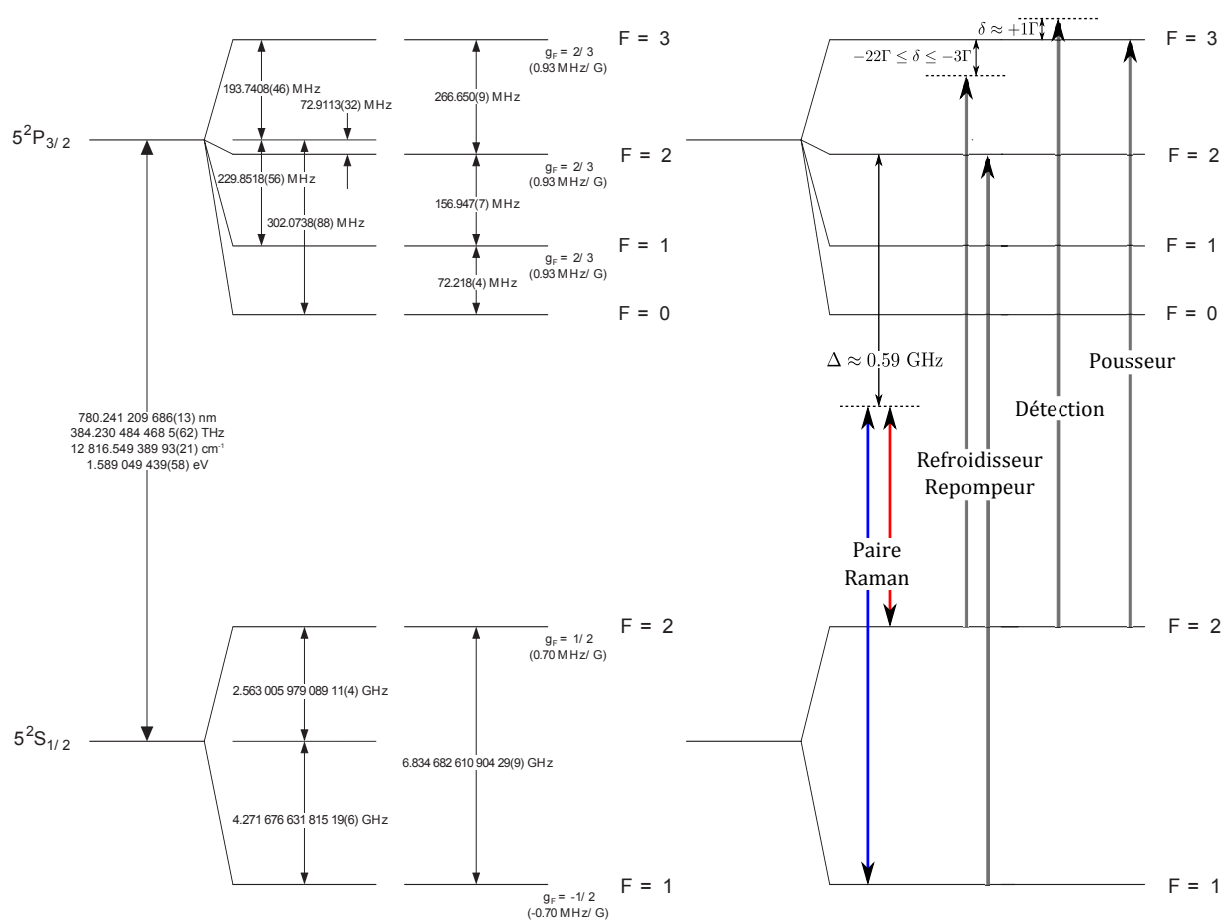 5²P₃/₂
193.7408(46) MHz
72.9113(32) MHz
229.8518(56) MHz
302.0738(88) MHz
266.650(9) MHz
156.947(7) MHz
72.218(4) MHz
g_F = 2/3
(0.93 MHz/G)
F = 3
g_F = 2/3
(0.93 MHz/G)
F = 2
g_F = 2/3
(0.93 MHz/G)
F = 1
F = 0
780.241 209 686(13) nm
384.230 484 468 5(62) THz
12 816.549 389 93(21) cm⁻¹
1.589 049 439(58) eV
5²S₁/₂
2.563 005 979 089 11(4) GHz
4.271 676 631 815 19(6) GHz
6.834 682 610 904 29(9) GHz
F = 2
g_F = 1/2
(0.70 MHz/G)
F = 1
g_F = -1/2
(-0.70 MHz/G)
δ ≈ +1Γ
−22Γ ≤ δ ≤ −3Γ
F = 3
F = 2
F = 1
F = 0
Δ ≈ 0.59 GHz
Pousseur
Détection
Refroidisseur
Repompeur
Paire
Raman
F = 2
F = 1